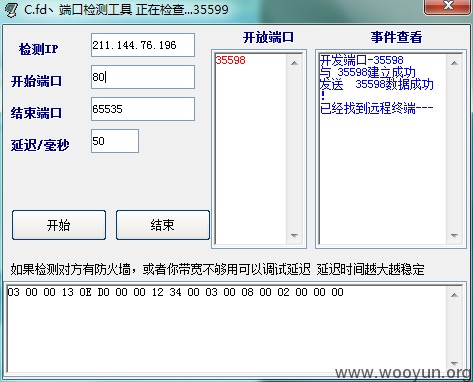 C.fd丶 端口检测工具 正在检查...35599
检测IP
211.144.76.196
开始端口
80
结束端口
65535
延迟/毫秒
50
开始
结束
开放端口
35598
事件查看
开发端口-35598
与 35598建立成功
发送 35598数据成功
!
已经找到远程终端---
如果检测对方有防火墙，或者你带宽不够用可以调试延迟 延迟时间越大越稳定
03 00 00 13 0E D0 00 00 12 34 00 03 00 08 00 02 00 00 00
www.wooyun.org